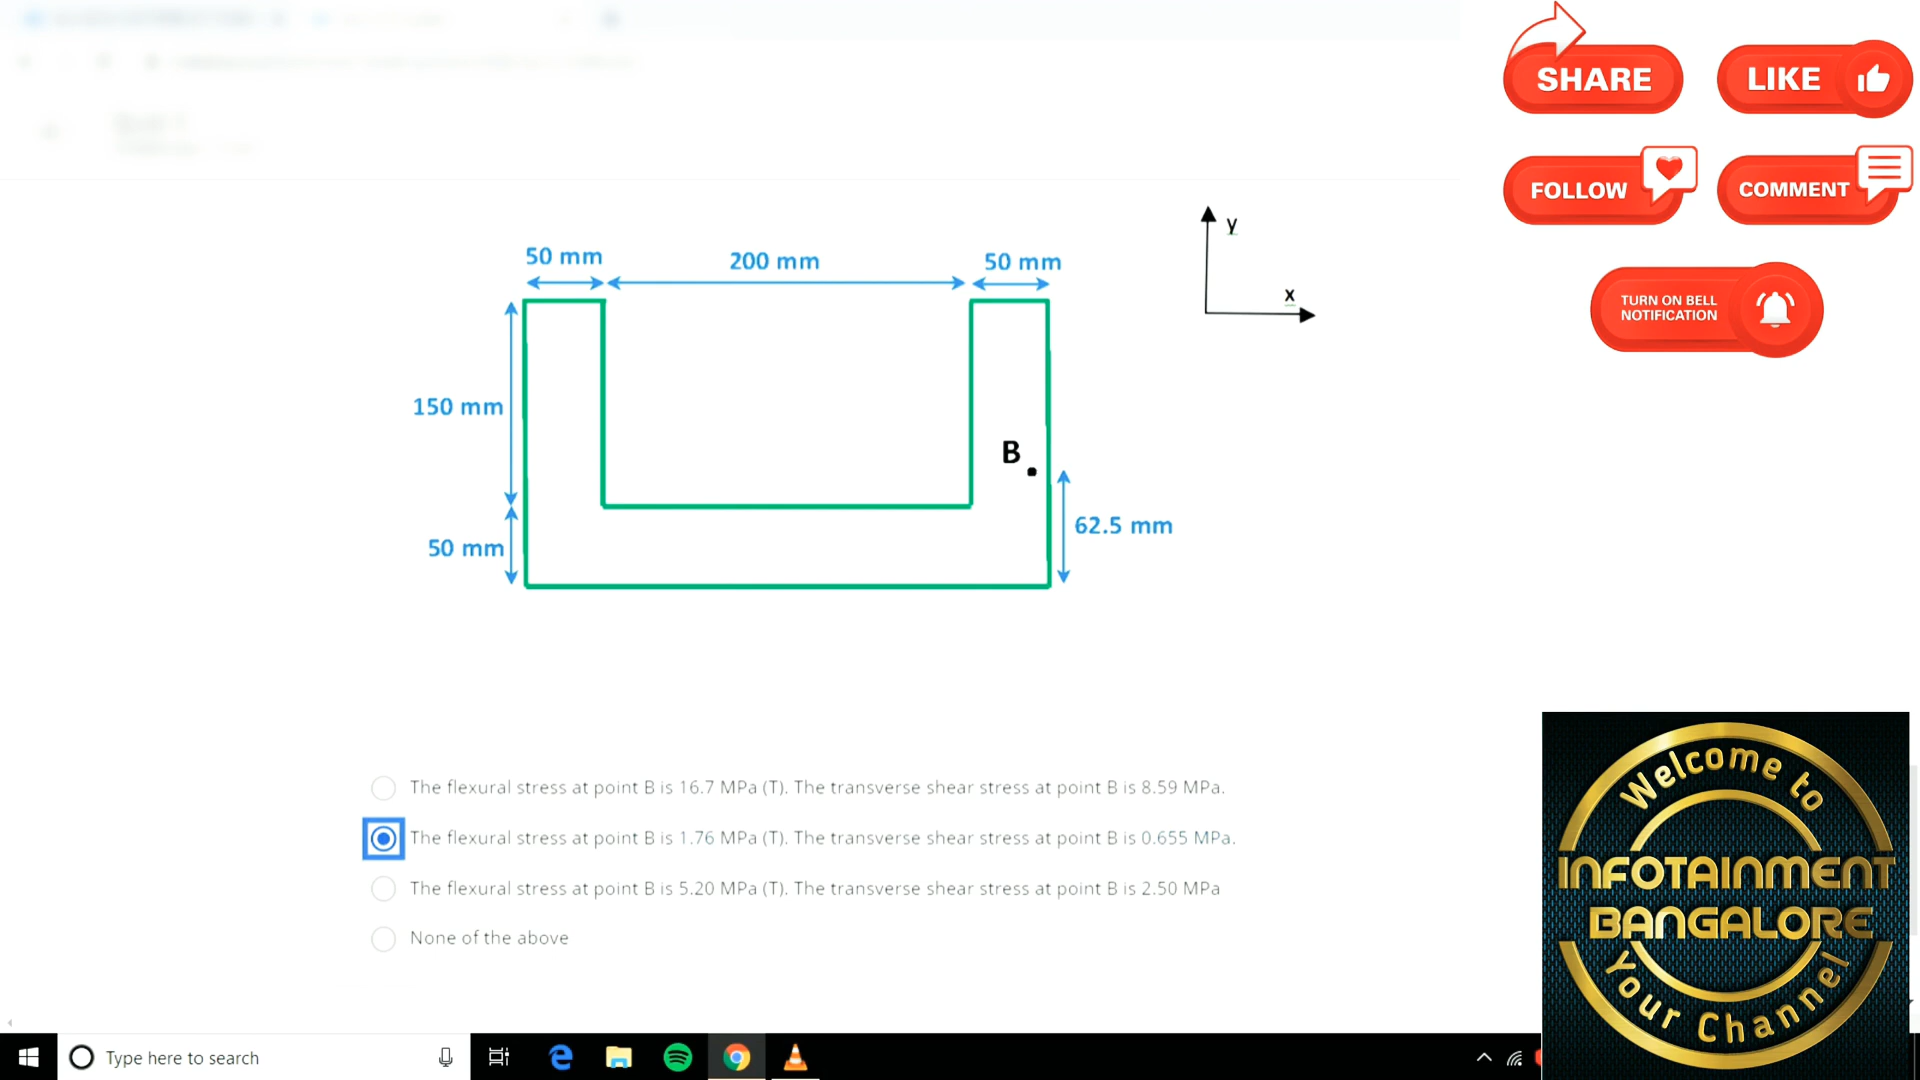 SHARE
LIKE
FOLLOW
COMMENT
TURN ON BELL
NOTIFICATION
y
x
50 mm
200 mm
50 mm
150 mm
B
50 mm
62.5 mm
The flexural stress at point B is 16.7 MPa (T). The transverse shear stress at point B is 8.59 MPa.
The flexural stress at point B is 1.76 MPa (T). The transverse shear stress at point B is 0.655 MPa.
The flexural stress at point B is 5.20 MPa (T). The transverse shear stress at point B is 2.50 MPa
None of the above
Welcome to
INFOTAINMENT
BANGALORE
Your Channel
Type here to search